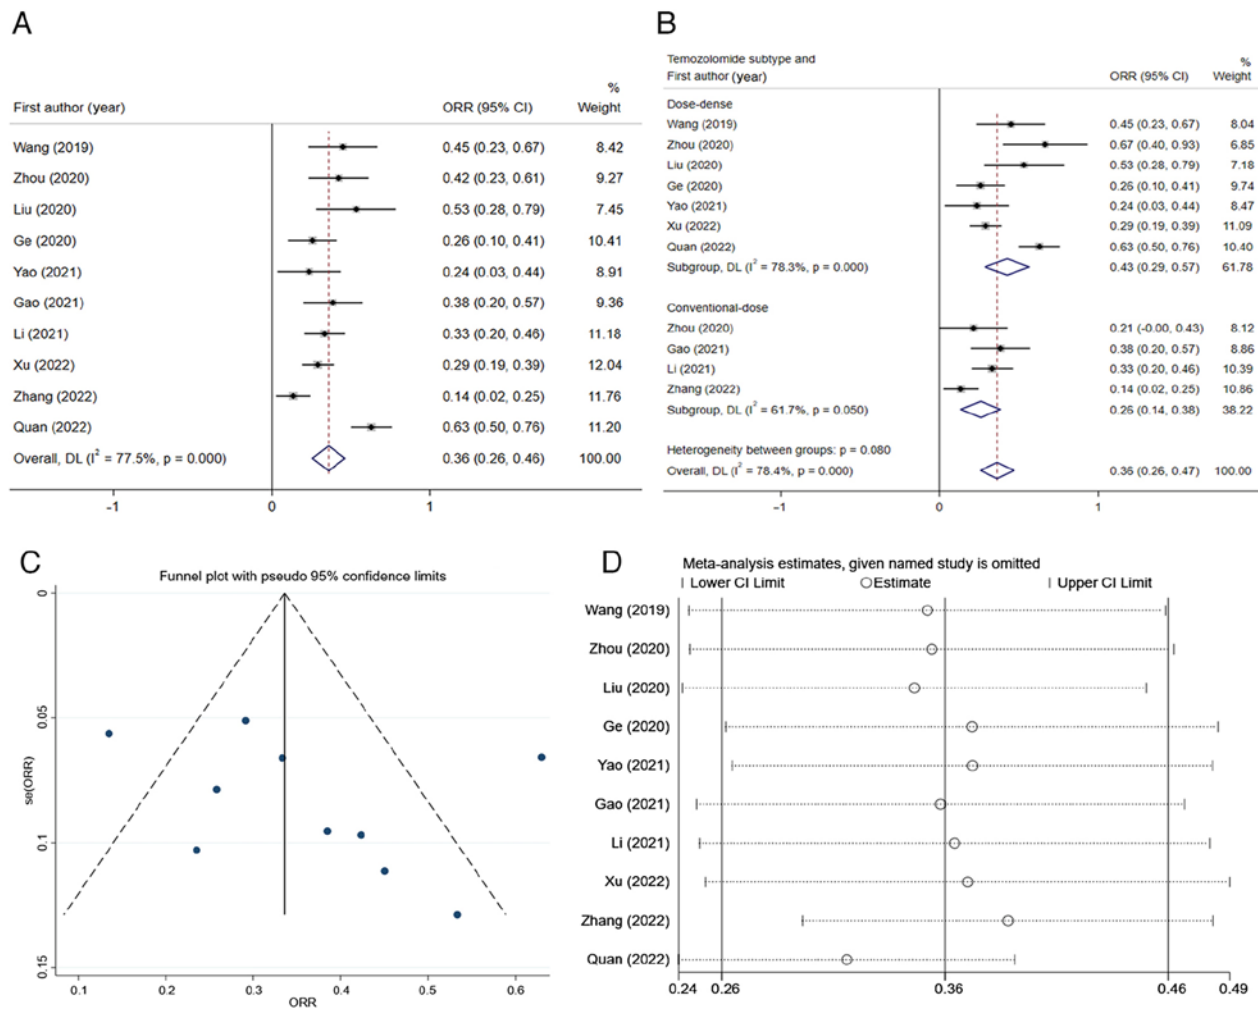 A
%
First author (year) ORR (95% CI) Weight
Wang (2019) 0.45 (0.23, 0.67) 8.42
Zhou (2020) 0.42 (0.23, 0.61) 9.27
Liu (2020) 0.53 (0.28, 0.79) 7.45
Ge (2020) 0.26 (0.10, 0.41) 10.41
Yao (2021) 0.24 (0.03, 0.44) 8.91
Gao (2021) 0.38 (0.20, 0.57) 9.36
Li (2021) 0.33 (0.20, 0.46) 11.18
Xu (2022) 0.29 (0.19, 0.39) 12.04
Zhang (2022) 0.14 (0.02, 0.25) 11.76
Quan (2022) 0.63 (0.50, 0.76) 11.20
Overall, DL (I² = 77.5%, p = 0.000) 0.36 (0.26, 0.46) 100.00
-1 0 1
B
Temozolomide subtype and %
First author (year) ORR (95% CI) Weight
Dose-dense
Wang (2019) 0.45 (0.23, 0.67) 8.04
Zhou (2020) 0.67 (0.40, 0.93) 6.85
Liu (2020) 0.53 (0.28, 0.79) 7.18
Ge (2020) 0.26 (0.10, 0.41) 9.74
Yao (2021) 0.24 (0.03, 0.44) 8.47
Xu (2022) 0.29 (0.19, 0.39) 11.09
Quan (2022) 0.63 (0.50, 0.76) 10.40
Subgroup, DL (I² = 78.3%, p = 0.000) 0.43 (0.29, 0.57) 61.78
Conventional-dose
Zhou (2020) 0.21 (-0.00, 0.43) 8.12
Gao (2021) 0.38 (0.20, 0.57) 8.86
Li (2021) 0.33 (0.20, 0.46) 10.39
Zhang (2022) 0.14 (0.02, 0.25) 10.86
Subgroup, DL (I² = 61.7%, p = 0.050) 0.26 (0.14, 0.38) 38.22
Heterogeneity between groups: p = 0.080
Overall, DL (I² = 78.4%, p = 0.000) 0.36 (0.26, 0.47) 100.00
-1 0 1
C
Funnel plot with pseudo 95% confidence limits
se(ORR)
0
0.05
0.1
0.15
0.1 0.2 0.3 0.4 0.5 0.6
ORR
D
Meta-analysis estimates, given named study is omitted
Lower CI Limit Estimate Upper CI Limit
Wang (2019)
Zhou (2020)
Liu (2020)
Ge (2020)
Yao (2021)
Gao (2021)
Li (2021)
Xu (2022)
Zhang (2022)
Quan (2022)
0.24 0.26 0.36 0.46 0.49